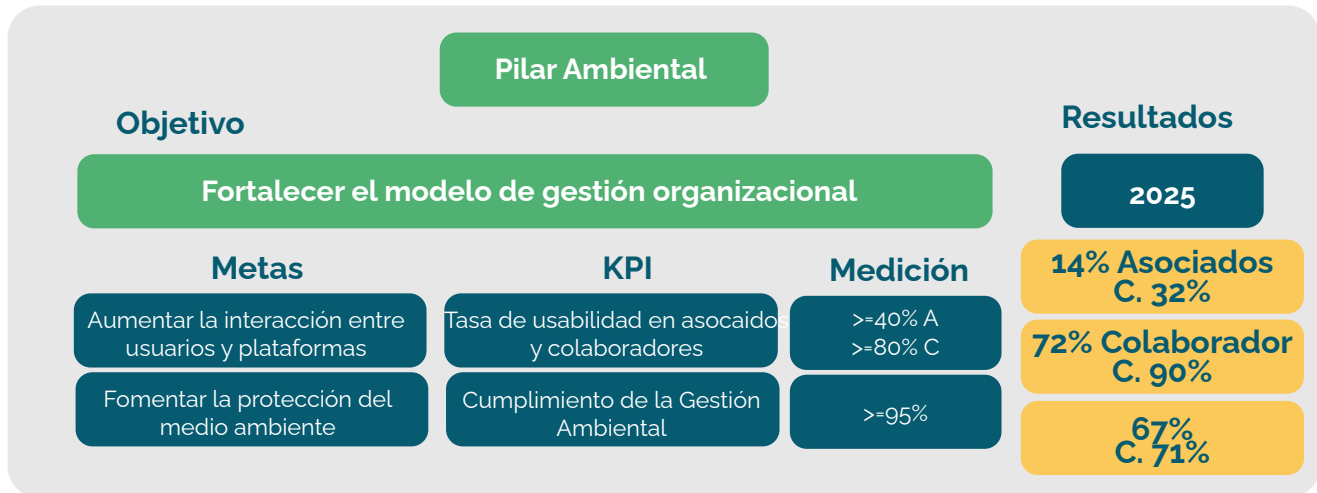 Pilar Ambiental
Objetivo
Resultados
Fortalecer el modelo de gestión organizacional
2025
Metas
KPI
Medición
14% Asociados
C. 32%
Aumentar la interacción entre
usuarios y plataformas
Tasa de usabilidad en asocaidos
y colaboradores
>=40% A
>=80% C
72% Colaborador
C. 90%
Fomentar la protección del
medio ambiente
Cumplimiento de la Gestión
Ambiental
>=95%
67%
C. 71%